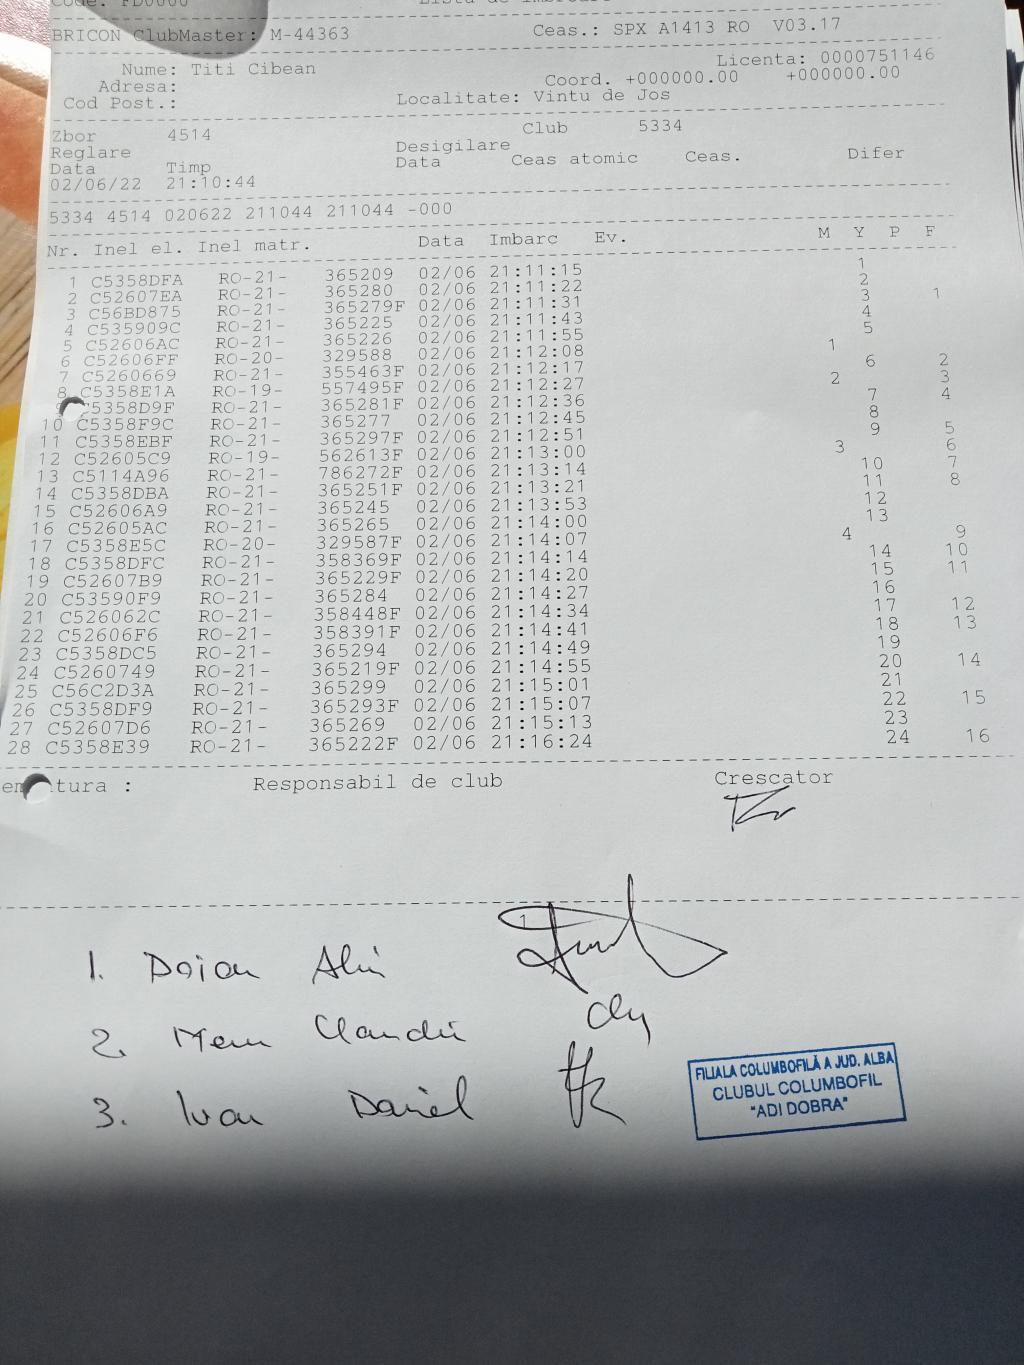 Code: FD0000 Lista de imbarcare
BRICON ClubMaster: M-44363 Ceas.: SPX A1413 RO V03.17
Licenta: 0000751146
Nume: Titi Cibean Coord. +000000.00 +000000.00
Adresa:
Cod Post.: Localitate: Vintu de Jos
Zbor 4514 Club 5334
Reglare Desigilare
Data Timp Data Ceas atomic Ceas. Difer
02/06/22 21:10:44
5334 4514 020622 211044 211044 -000
Nr. Inel el. Inel matr. Data Imbarc Ev. M Y P F
1 C5358DFA RO-21- 365209 02/06 21:11:15 1
2 C52607EA RO-21- 365280 02/06 21:11:22 2
3 C56BD875 RO-21- 365279F 02/06 21:11:31 3 1
4 C535909C RO-21- 365225 02/06 21:11:43 4
5 C52606AC RO-21- 365226 02/06 21:11:55 5
6 C52606FF RO-20- 329588 02/06 21:12:08 1
7 C5260669 RO-21- 355463F 02/06 21:12:17 6 2
8 C5358E1A RO-19- 557495F 02/06 21:12:27 2 3
C5358D9F RO-21- 365281F 02/06 21:12:36 7 4
10 C5358F9C RO-21- 365277 02/06 21:12:45 8
11 C5358EBF RO-21- 365297F 02/06 21:12:51 9 5
12 C52605C9 RO-19- 562613F 02/06 21:13:00 3 6
13 C5114A96 RO-21- 786272F 02/06 21:13:14 10 7
14 C5358DBA RO-21- 365251F 02/06 21:13:21 11 8
15 C52606A9 RO-21- 365245 02/06 21:13:53 12
16 C52605AC RO-21- 365265 02/06 21:14:00 13
17 C5358E5C RO-20- 329587F 02/06 21:14:07 4 9
18 C5358DFC RO-21- 358369F 02/06 21:14:14 14 10
19 C52607B9 RO-21- 365229F 02/06 21:14:20 15 11
20 C53590F9 RO-21- 365284 02/06 21:14:27 16
21 C526062C RO-21- 358448F 02/06 21:14:34 17 12
22 C52606F6 RO-21- 358391F 02/06 21:14:41 18 13
23 C5358DC5 RO-21- 365294 02/06 21:14:49 19
24 C5260749 RO-21- 365219F 02/06 21:14:55 20 14
25 C56C2D3A RO-21- 365299 02/06 21:15:01 21
26 C5358DF9 RO-21- 365293F 02/06 21:15:07 22 15
27 C52607D6 RO-21- 365269 02/06 21:15:13 23
28 C5358E39 RO-21- 365222F 02/06 21:16:24 24 16
tura : Responsabil de club Crescator
1
1. Doian Alin
2. Claudiu
3. Ivan Daniel
FILIALA COLUMBOFILĂ A JUD. ALBA
CLUBUL COLUMBOFIL
"ADI DOBRA"